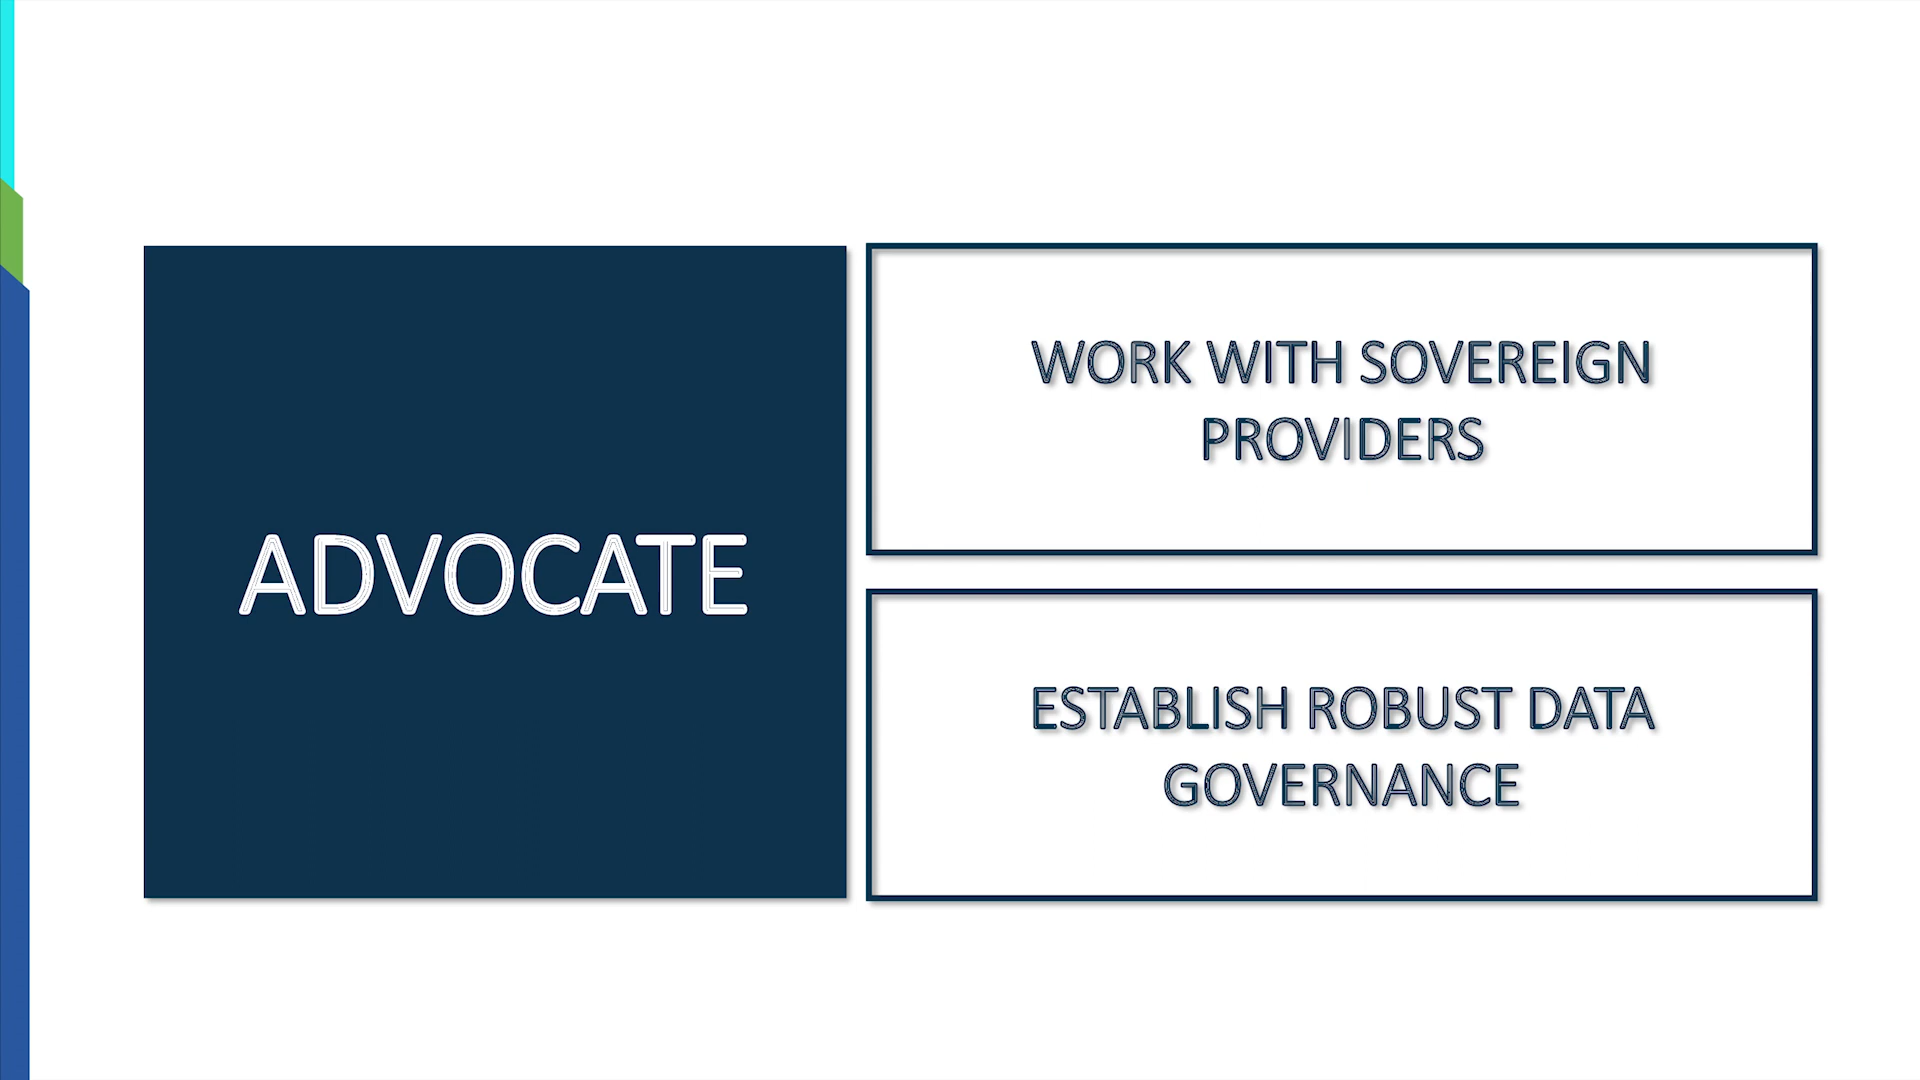 ADVOCATE
WORK WITH SOVEREIGN
PROVIDERS
ESTABLISH ROBUST DATA
GOVERNANCE